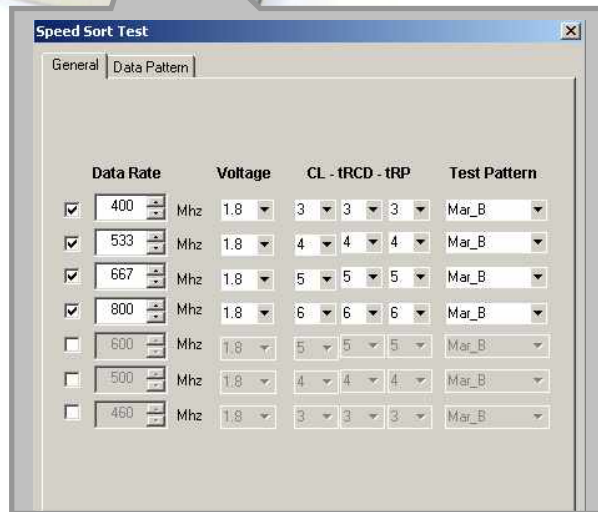 Speed Sort Test
General Data Pattern
Data Rate Voltage CL - tRCD - tRP Test Pattern
400 Mhz 1.8 3 3 3 Mar_B
533 Mhz 1.8 4 4 4 Mar_B
667 Mhz 1.8 5 5 5 Mar_B
800 Mhz 1.8 6 6 6 Mar_B
600 Mhz 1.8 5 5 5 Mar_B
500 Mhz 1.8 4 4 4 Mar_B
460 Mhz 1.8 3 3 3 Mar_B